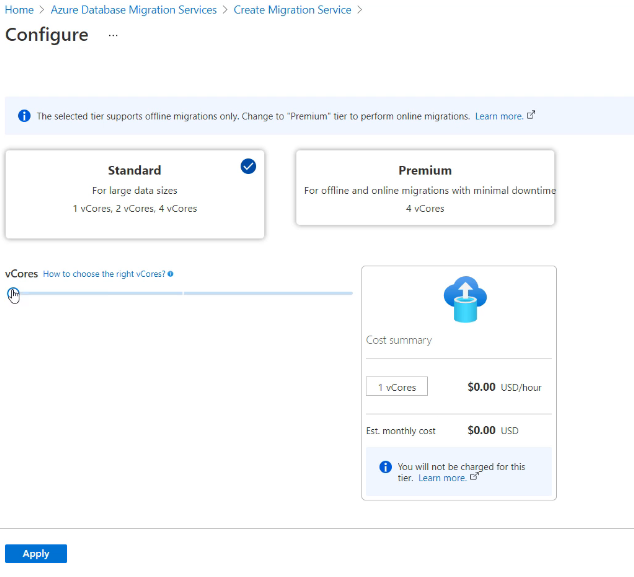 Home > Azure Database Migration Services > Create Migration Service >
Configure ...
The selected tier supports offline migrations only. Change to "Premium" tier to perform online migrations. Learn more.
Standard
For large data sizes
1 vCores, 2 vCores, 4 vCores
Premium
For offline and online migrations with minimal downtime
4 vCores
vCores How to choose the right vCores?
Cost summary
1 vCores $0.00 USD/hour
Est. monthly cost $0.00 USD
You will not be charged for this
tier. Learn more.
Apply